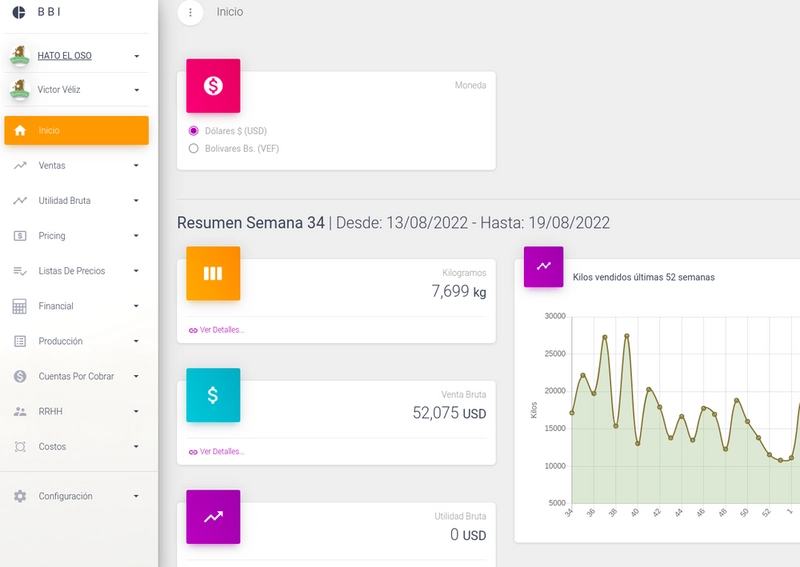 BBI
HATO EL OSO
Victor Véliz
Inicio
Ventas
Utilidad Bruta
Pricing
Listas De Precios
Financial
Producción
Cuentas Por Cobrar
RRHH
Costos
Configuración
Inicio
Moneda
Dólares $ (USD)
Bolivares Bs. (VEF)
Resumen Semana 34 | Desde: 13/08/2022 - Hasta: 19/08/2022
Kilogramos
7,699 kg
Ver Detalles...
Venta Bruta
52,075 USD
Ver Detalles...
Utilidad Bruta
0 USD
Kilos vendidos últimas 52 semanas
30000
25000
20000
15000
10000
5000
Kilos
34 36 38 40 42 44 46 48 50 52 1